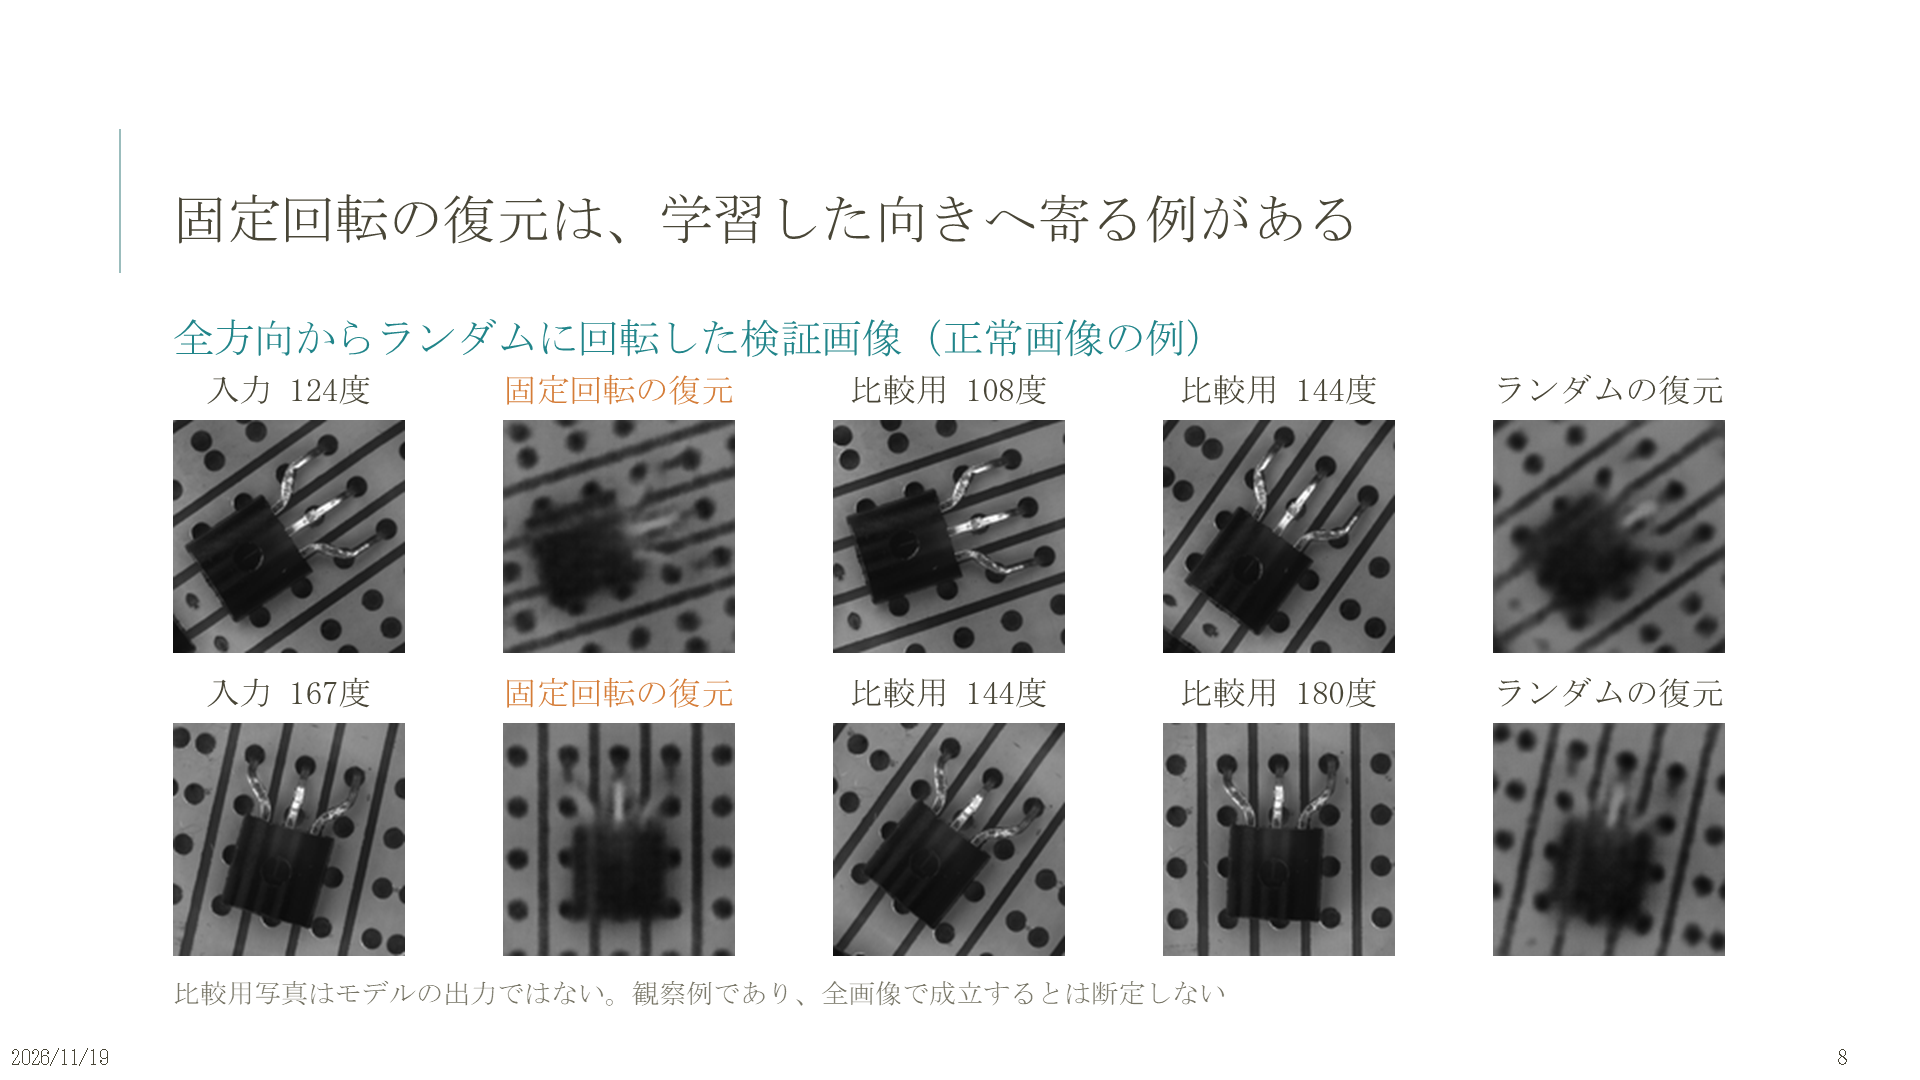 固定回転の復元は、学習した向きへ寄る例がある
全方向からランダムに回転した検証画像（正常画像の例）
入力 124度
固定回転の復元
比較用 108度
比較用 144度
ランダムの復元
入力 167度
固定回転の復元
比較用 144度
比較用 180度
ランダムの復元
比較用写真はモデルの出力ではない。観察例であり、全画像で成立するとは断定しない
2026/11/19
8